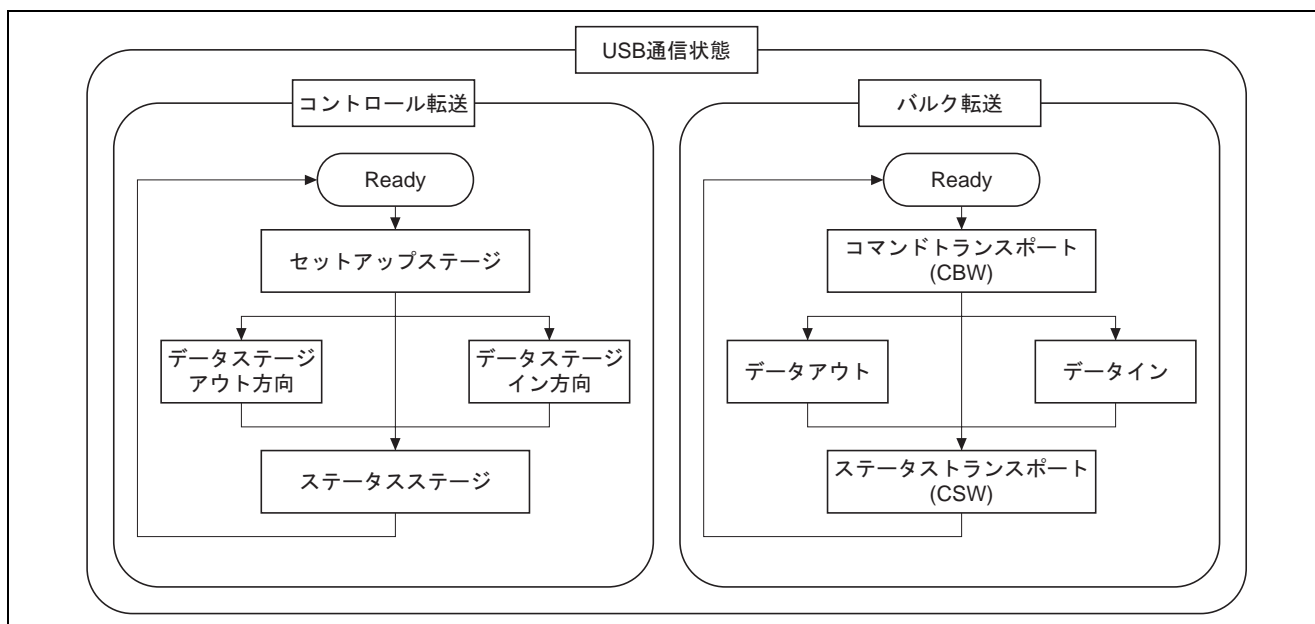 USB通信状態
コントロール転送
Ready
セットアップステージ
データステージ
アウト方向
データステージ
イン方向
ステータスステージ
バルク転送
Ready
コマンドトランスポート
(CBW)
データアウト
データイン
ステータストランスポート
(CSW)